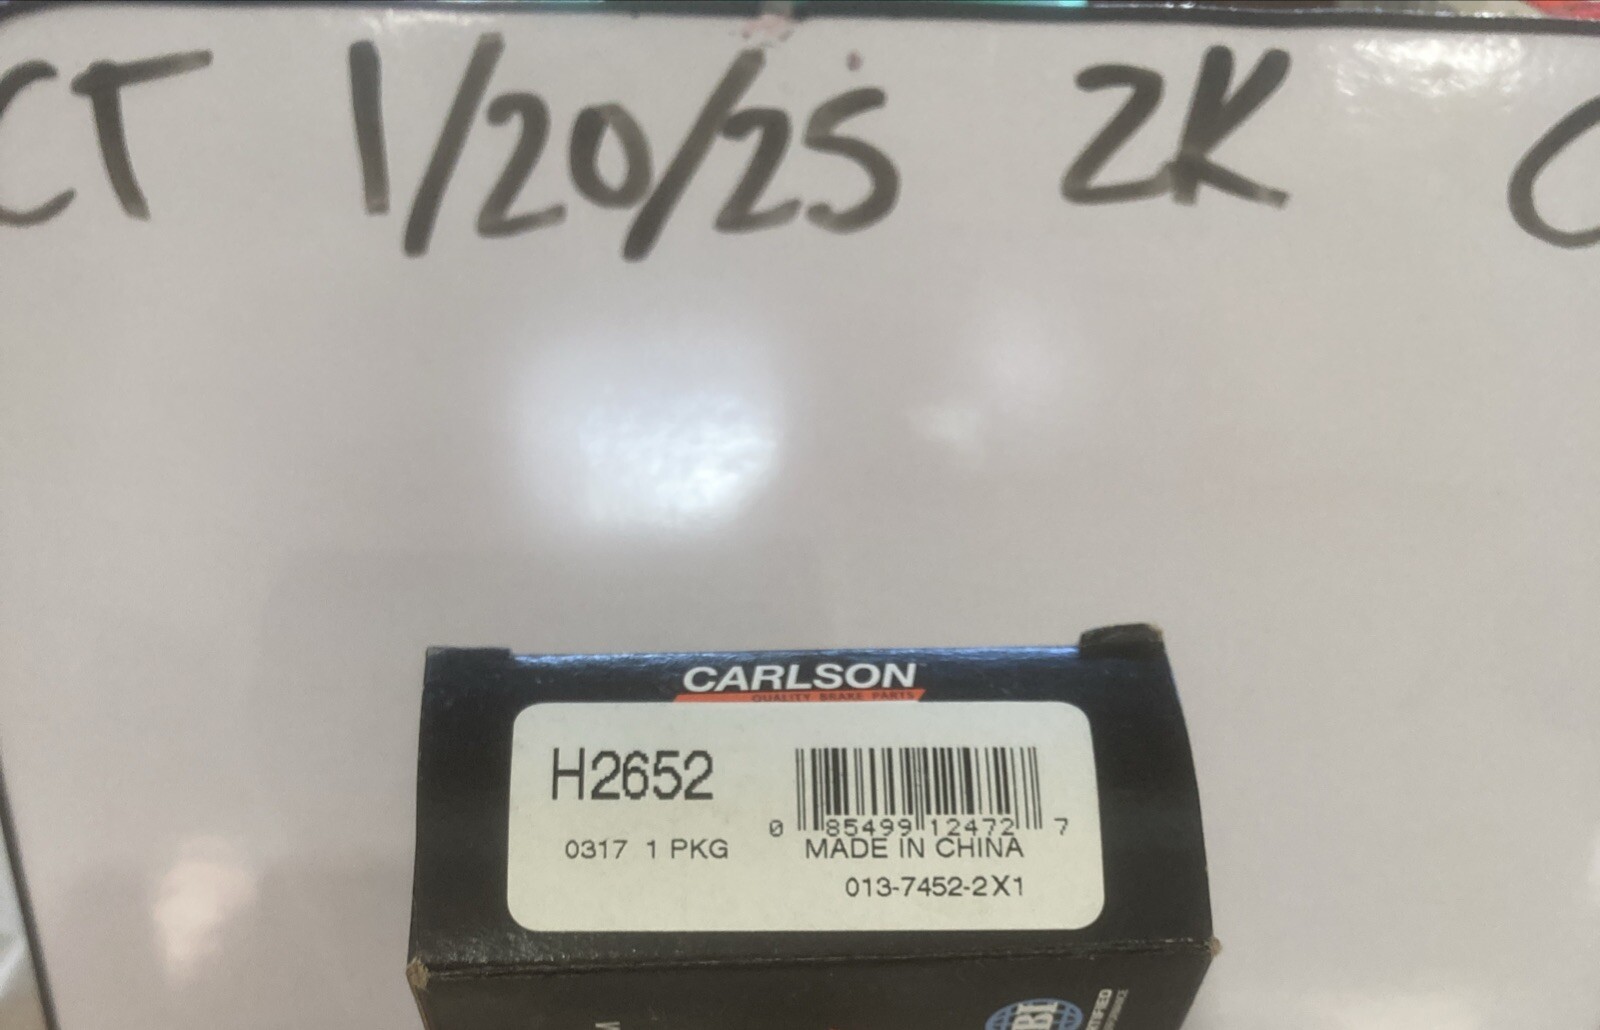 CT 1/20/25 2K
CARLSON
QUALITY BRAKE PARTS
H2652
0 85499 12472 7
0317 1 PKG
MADE IN CHINA
013-7452-2X1